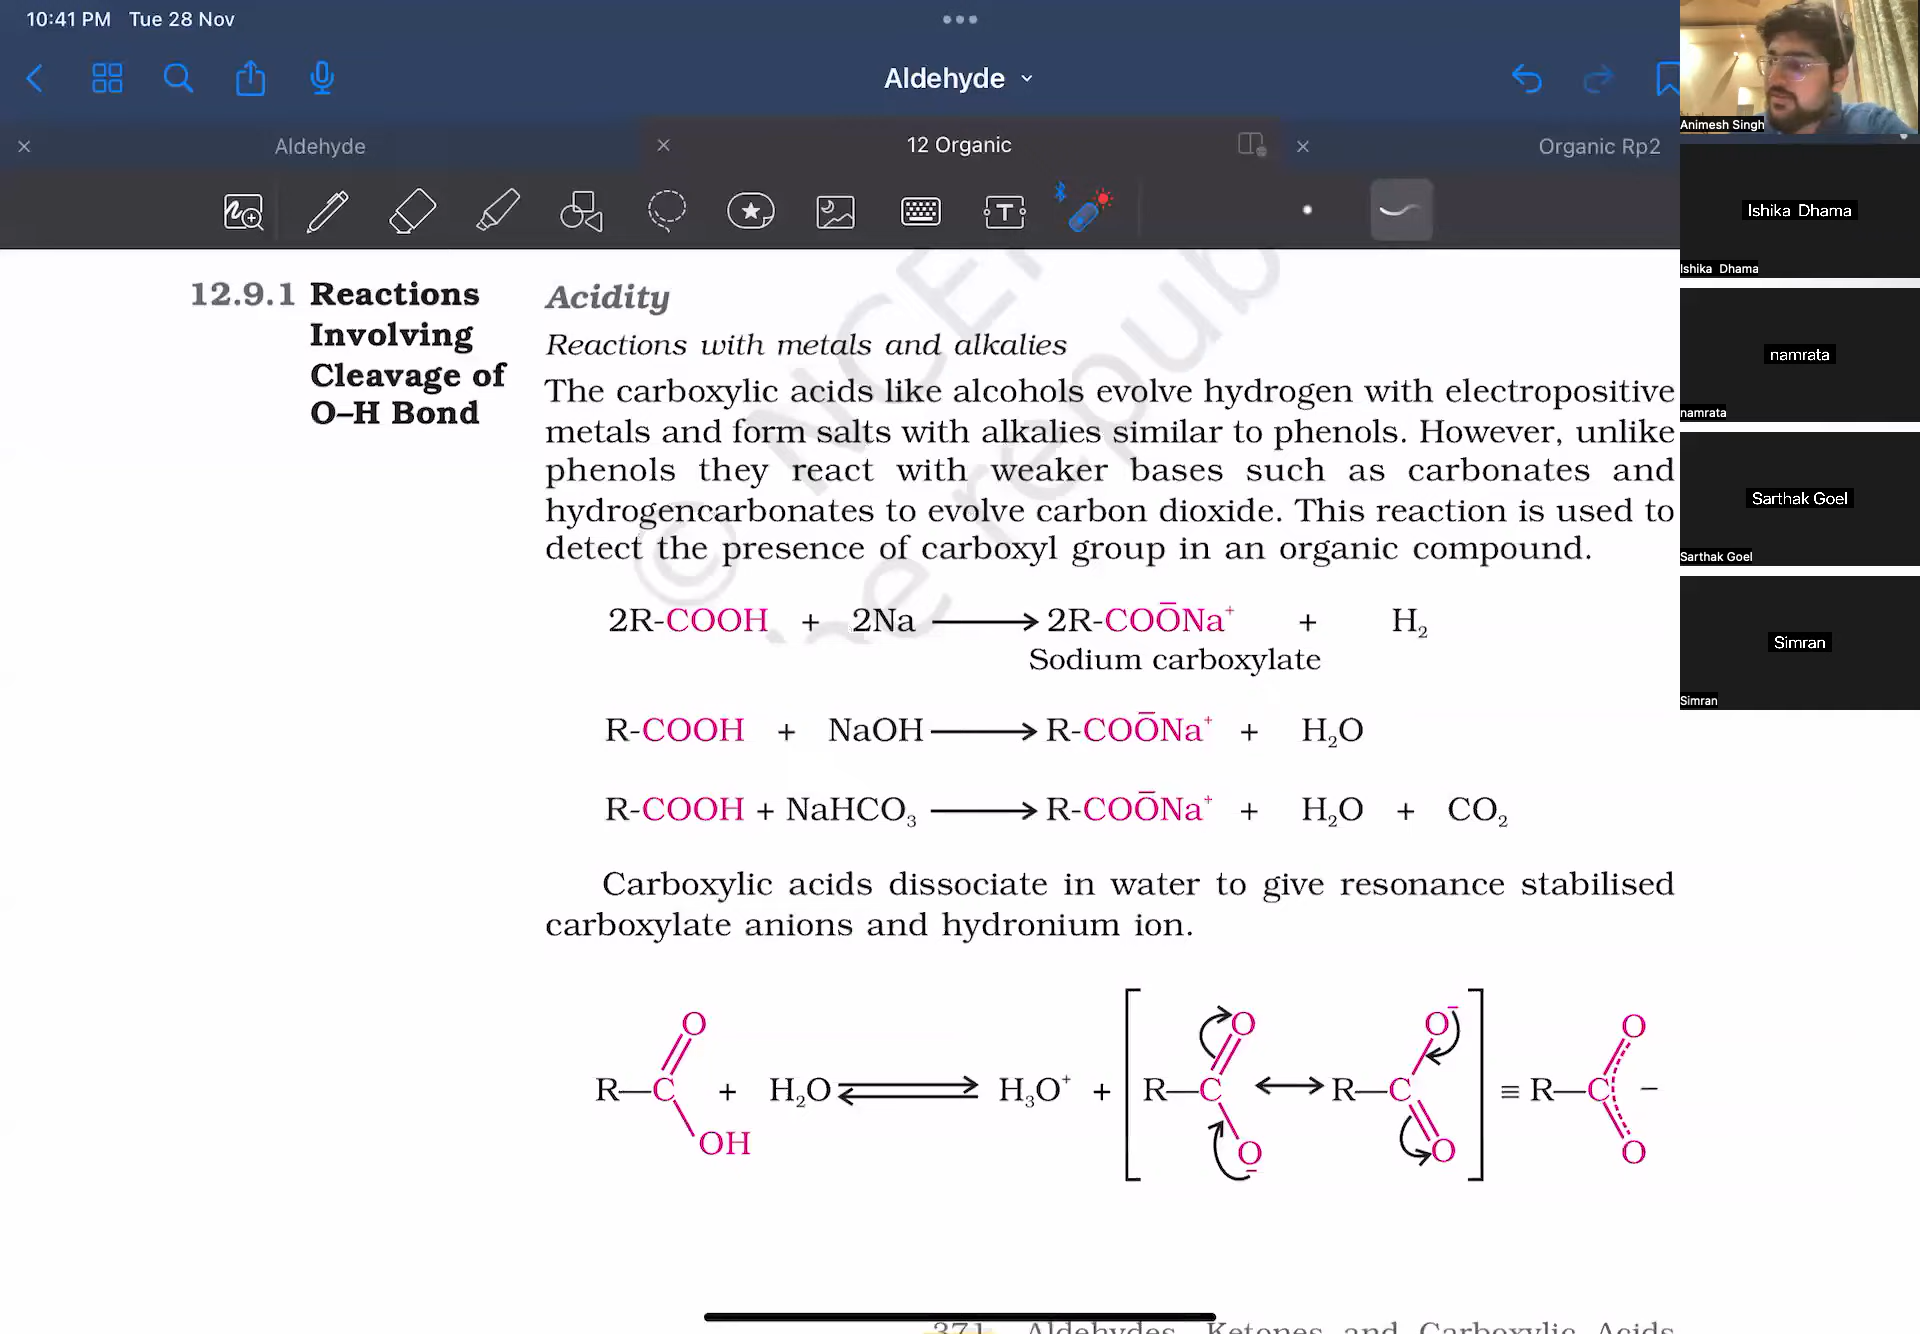 10:41 PM Tue 28 Nov
Aldehyde
Aldehyde
12 Organic
Organic Rp2
Animesh Singh
Ishika Dhama
Ishika Dhama
namrata
namrata
Sarthak Goel
Sarthak Goel
Simran
Simran
12.9.1 Reactions
Involving
Cleavage of
O–H Bond
Acidity
Reactions with metals and alkalies
The carboxylic acids like alcohols evolve hydrogen with electropositive
metals and form salts with alkalies similar to phenols. However, unlike
phenols they react with weaker bases such as carbonates and
hydrogencarbonates to evolve carbon dioxide. This reaction is used to
detect the presence of carboxyl group in an organic compound.
2R-COOH + 2Na ⟶ 2R-COŌNa⁺ + H₂
Sodium carboxylate
R-COOH + NaOH ⟶ R-COŌNa⁺ + H₂O
R-COOH + NaHCO₃ ⟶ R-COŌNa⁺ + H₂O + CO₂
Carboxylic acids dissociate in water to give resonance stabilised
carboxylate anions and hydronium ion.
O O O⁻ O
R—C + H₂O ⇌ H₃O⁺ + [ R—C ⟷ R—C ] ≡ R—C −
OH O⁻ O O
371 Aldehydes, Ketones and Carboxylic Acids